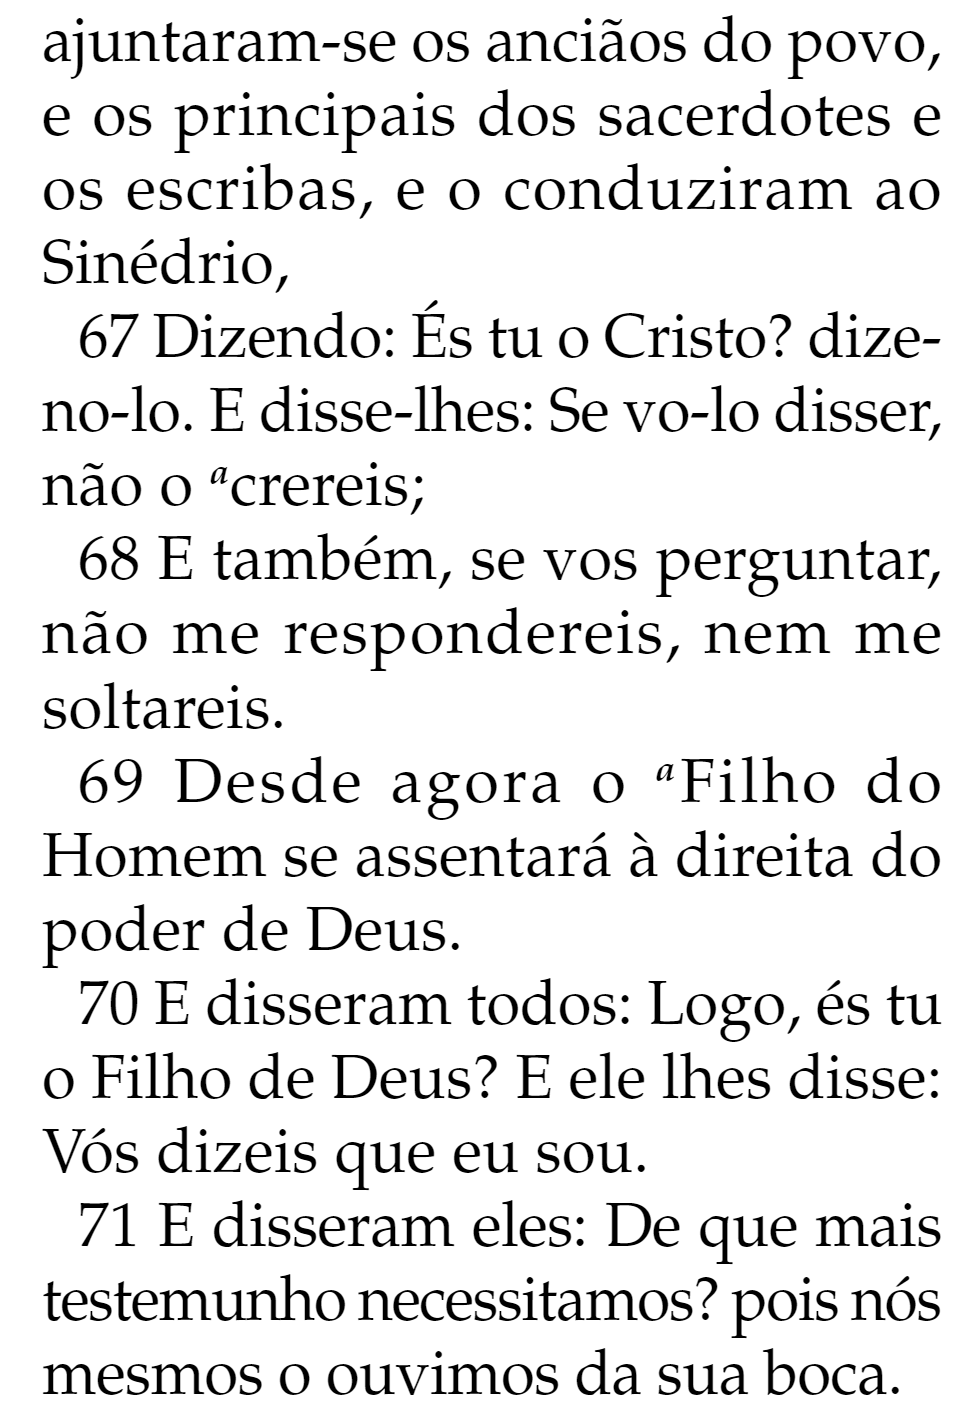 ajuntaram-se os anciãos do povo,
e os principais dos sacerdotes e
os escribas, e o conduziram ao
Sinédrio,
67 Dizendo: És tu o Cristo? dize-
no-lo. E disse-lhes: Se vo-lo disser,
não o ᵃcrereis;
68 E também, se vos perguntar,
não me respondereis, nem me
soltareis.
69 Desde agora o ᵃFilho do
Homem se assentará à direita do
poder de Deus.
70 E disseram todos: Logo, és tu
o Filho de Deus? E ele lhes disse:
Vós dizeis que eu sou.
71 E disseram eles: De que mais
testemunho necessitamos? pois nós
mesmos o ouvimos da sua boca.